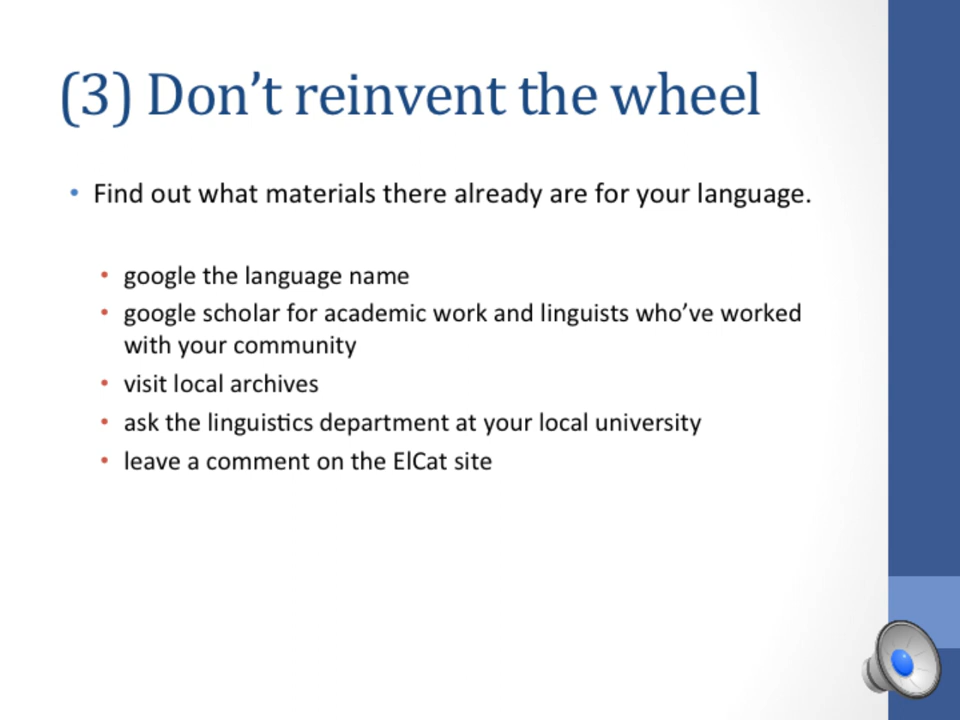 (3) Don’t reinvent the wheel
• Find out what materials there already are for your language.
• google the language name
• google scholar for academic work and linguists who’ve worked
with your community
• visit local archives
• ask the linguistics department at your local university
• leave a comment on the ElCat site